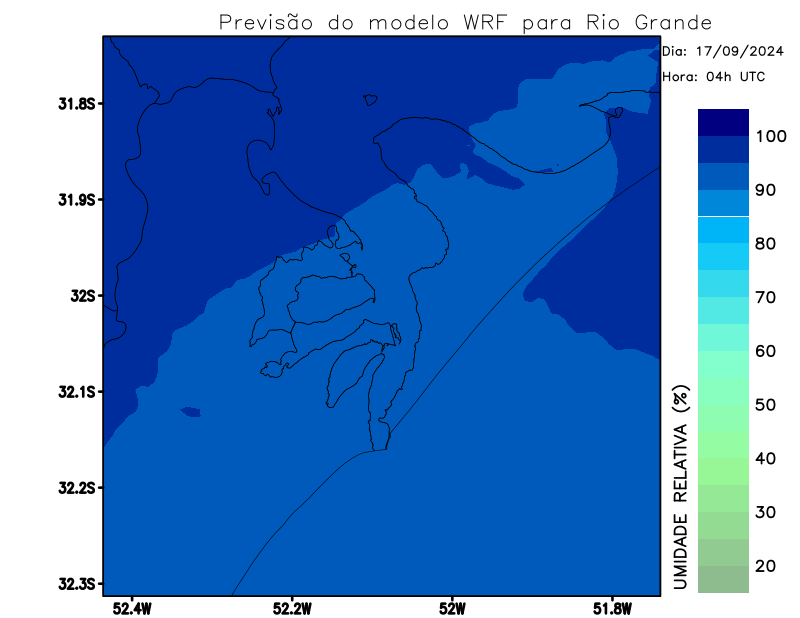 Previsão do modelo WRF para Rio Grande
Dia: 17/09/2024
Hora: 04h UTC
31.8S
31.9S
32S
32.1S
32.2S
32.3S
52.4W
52.2W
52W
51.8W
UMIDADE RELATIVA (%)
100
90
80
70
60
50
40
30
20